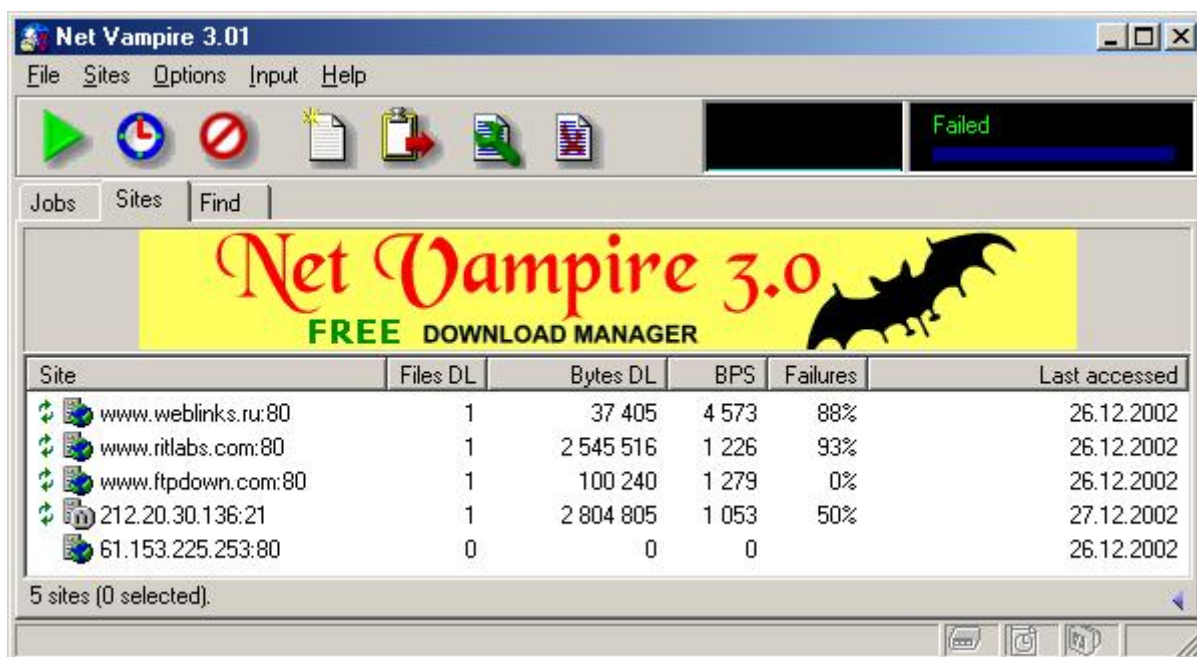 Net Vampire 3.01
File Sites Options Input Help
Failed
Jobs Sites Find
Net Vampire 3.0
FREE DOWNLOAD MANAGER
Site Files DL Bytes DL BPS Failures Last accessed
www.weblinks.ru:80 1 37 405 4 573 88% 26.12.2002
www.ritlabs.com:80 1 2 545 516 1 226 93% 26.12.2002
www.ftpdown.com:80 1 100 240 1 279 0% 26.12.2002
212.20.30.136:21 1 2 804 805 1 053 50% 27.12.2002
61.153.225.253:80 0 0 0 26.12.2002
5 sites (0 selected).